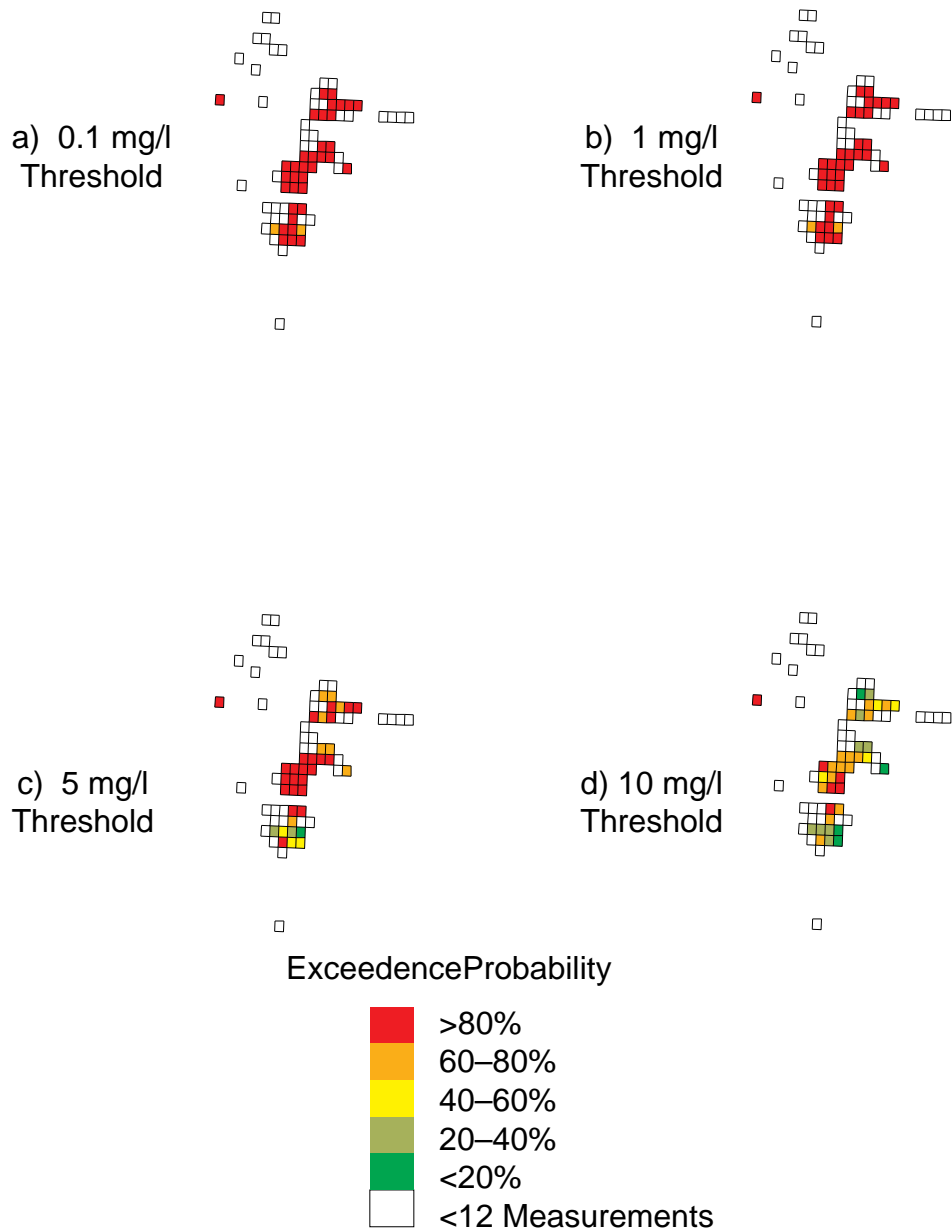 a) 0.1 mg/l
Threshold
b) 1 mg/l
Threshold
c) 5 mg/l
Threshold
d) 10 mg/l
Threshold
ExceedenceProbability
>80%
60–80%
40–60%
20–40%
<20%
<12 Measurements